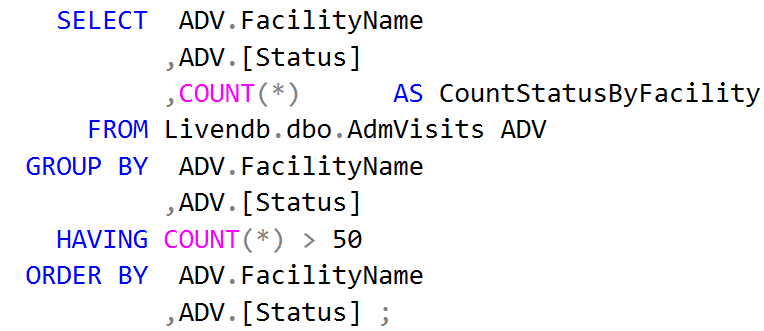 SELECT ADV.FacilityName
,ADV.[Status]
,COUNT(*) AS CountStatusByFacility
FROM Livendb.dbo.AdmVisits ADV
GROUP BY ADV.FacilityName
,ADV.[Status]
HAVING COUNT(*) > 50
ORDER BY ADV.FacilityName
,ADV.[Status] ;